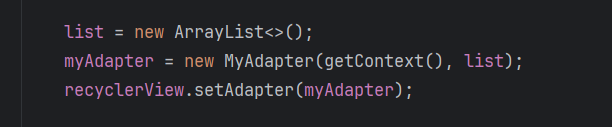 list = new ArrayList<>();
myAdapter = new MyAdapter(getContext(), list);
recyclerView.setAdapter(myAdapter);